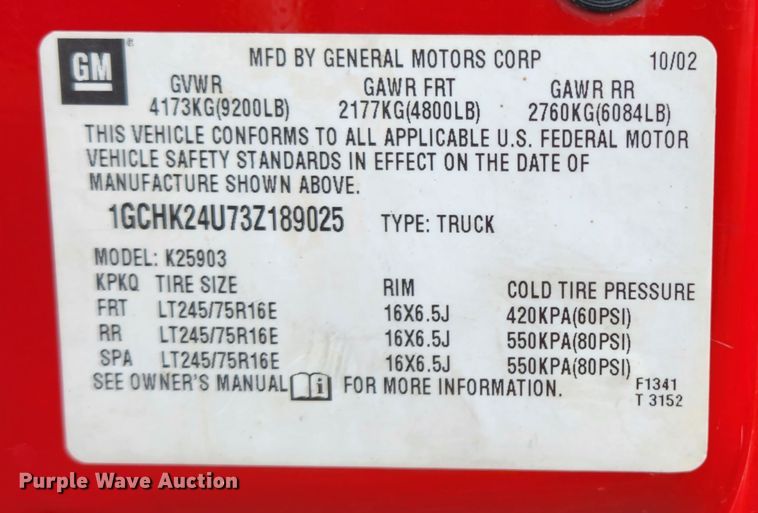 GM
MFD BY GENERAL MOTORS CORP 10/02
GVWR GAWR FRT GAWR RR
4173KG(9200LB) 2177KG(4800LB) 2760KG(6084LB)
THIS VEHICLE CONFORMS TO ALL APPLICABLE U.S. FEDERAL MOTOR
VEHICLE SAFETY STANDARDS IN EFFECT ON THE DATE OF
MANUFACTURE SHOWN ABOVE.
1GCHK24U73Z189025 TYPE: TRUCK
MODEL: K25903
KPKQ TIRE SIZE RIM COLD TIRE PRESSURE
FRT LT245/75R16E 16X6.5J 420KPA(60PSI)
RR LT245/75R16E 16X6.5J 550KPA(80PSI)
SPA LT245/75R16E 16X6.5J 550KPA(80PSI)
SEE OWNER'S MANUAL i FOR MORE INFORMATION. F1341
T 3152
Purple Wave Auction